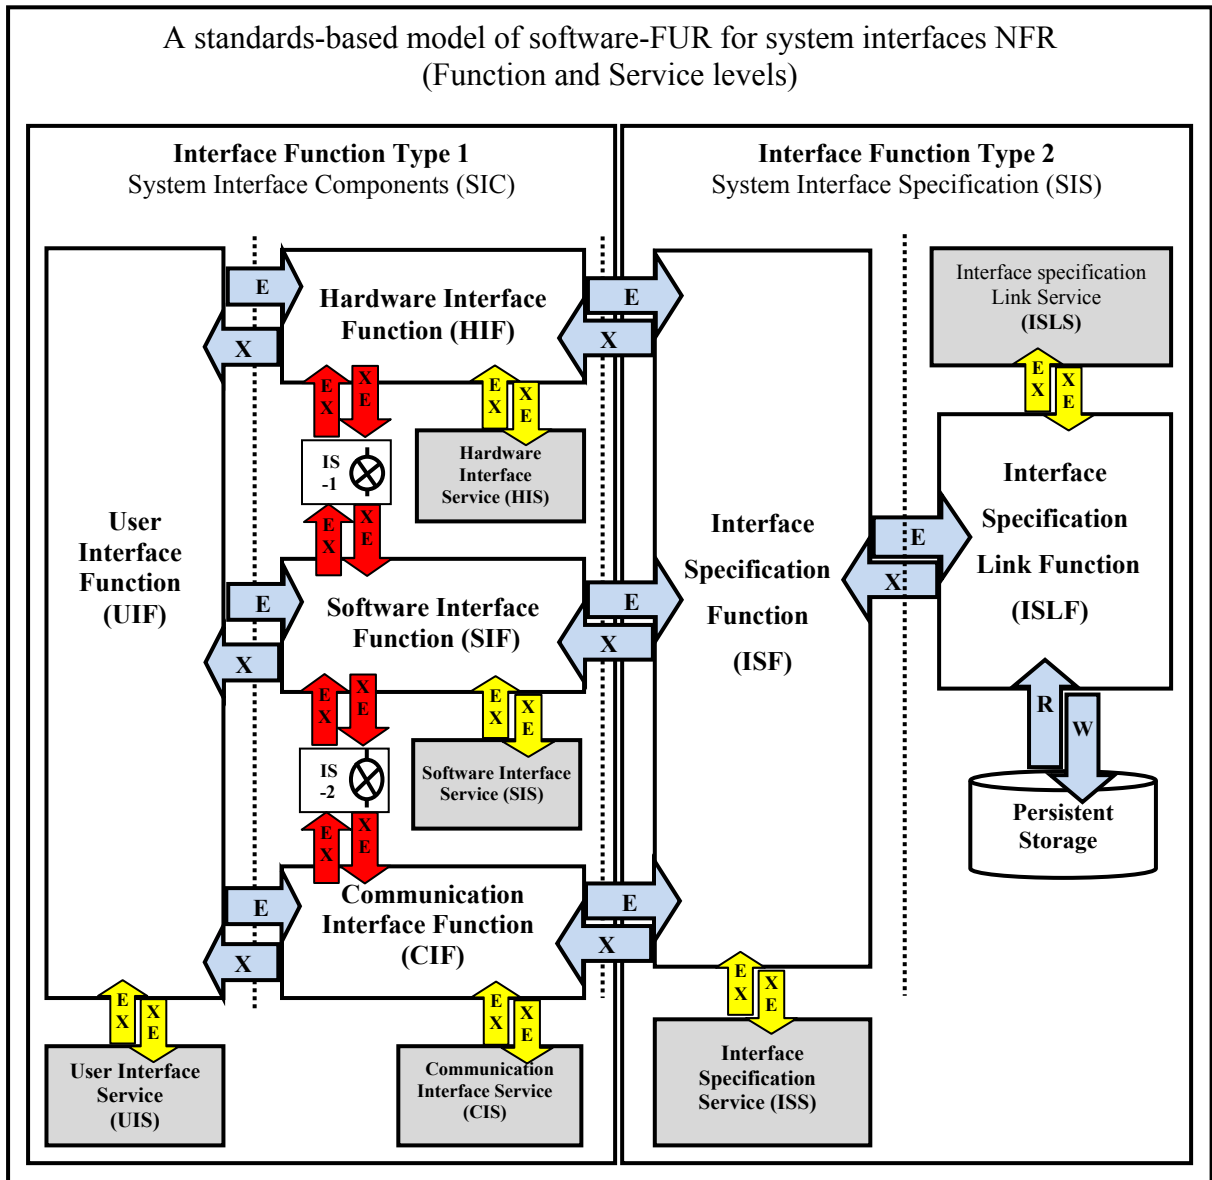 A standards-based model of software-FUR for system interfaces NFR
(Function and Service levels)
Interface Function Type 1
System Interface Components (SIC)
Interface Function Type 2
System Interface Specification (SIS)
User
Interface
Function
(UIF)
E
X
Hardware Interface
Function (HIF)
E
X
E
X
X
E
E
X
X
E
IS
-1
E
X
X
E
Hardware
Interface
Service (HIS)
E
X
Software Interface
Function (SIF)
E
X
E
X
X
E
E
X
X
E
IS
-2
E
X
X
E
Software Interface
Service (SIS)
E
X
Communication
Interface Function
(CIF)
E
X
E
X
X
E
User Interface
Service
(UIS)
E
X
X
E
Communication
Interface Service
(CIS)
Interface
Specification
Function
(ISF)
E
X
X
E
Interface
Specification
Service (ISS)
Interface specification
Link Service
(ISLS)
E
X
X
E
E
X
Interface
Specification
Link Function
(ISLF)
R
W
Persistent
Storage